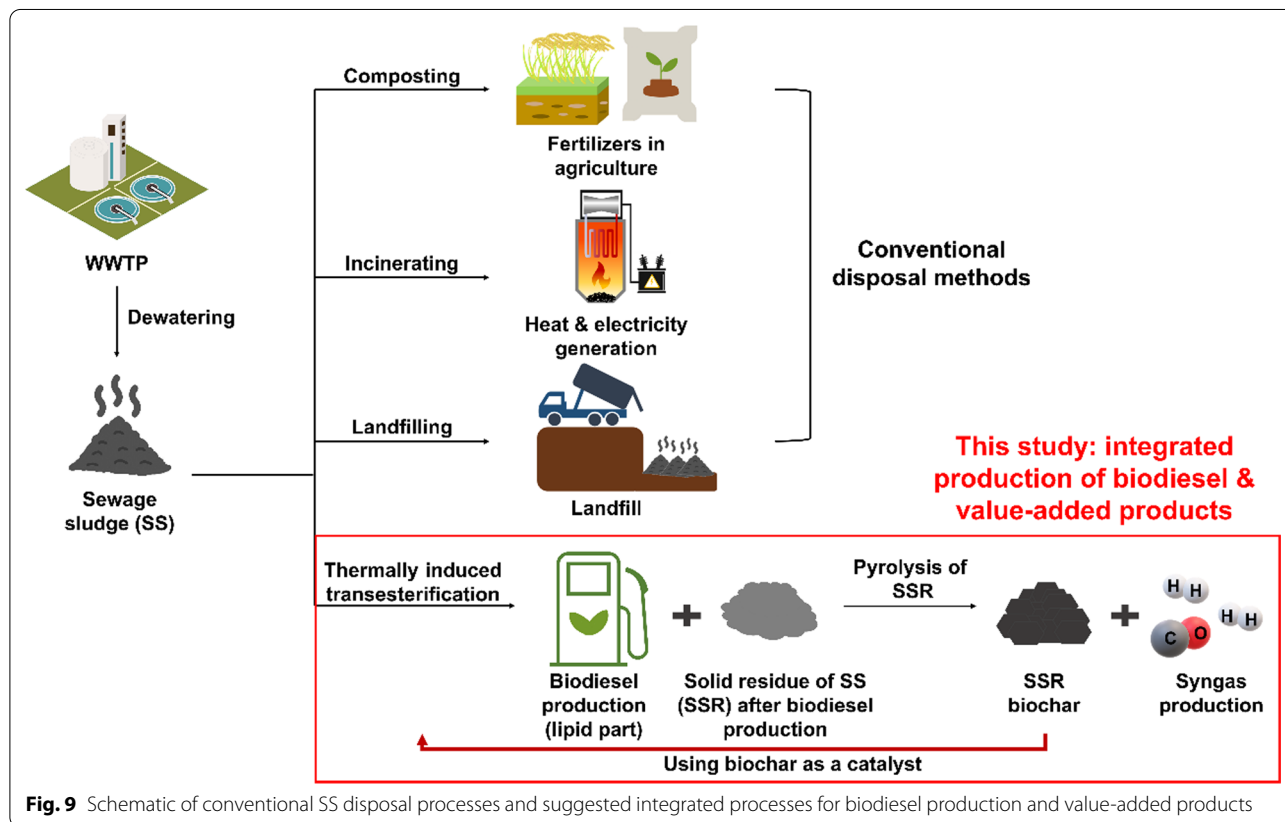 Composting
Fertilizers in
agriculture
WWTP
Dewatering
Incinerating
Heat & electricity
generation
Conventional
disposal methods
Sewage
sludge (SS)
Landfilling
Landfill
This study: integrated
production of biodiesel &
value-added products
Thermally induced
transesterification
Biodiesel
production
(lipid part)
+
Solid residue of SS
(SSR) after biodiesel
production
Pyrolysis of
SSR
SSR
biochar
+
H H
H H
C O
Syngas
production
Using biochar as a catalyst
Fig. 9 Schematic of conventional SS disposal processes and suggested integrated processes for biodiesel production and value-added products